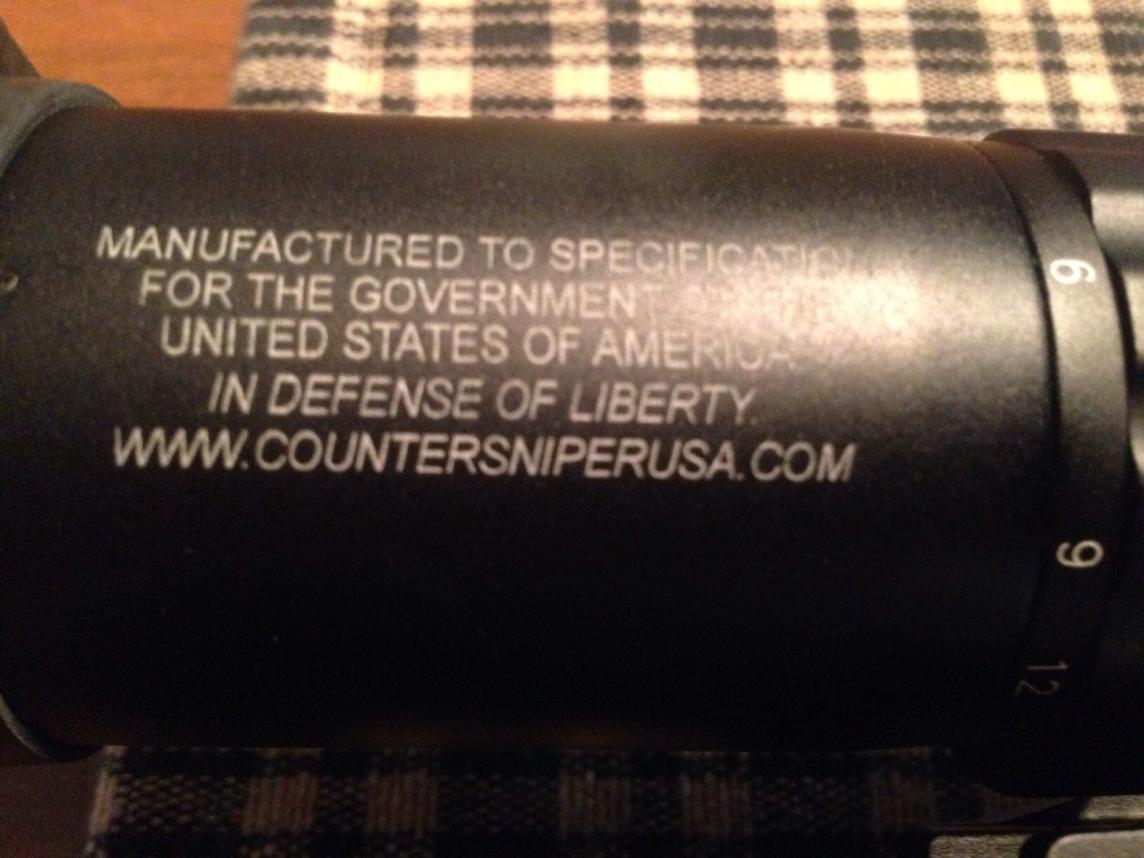 MANUFACTURED TO SPECIFICATION
FOR THE GOVERNMENT
UNITED STATES OF AMERICA
IN DEFENSE OF LIBERTY.
WWW.COUNTERSNIPERUSA.COM
6
9
12